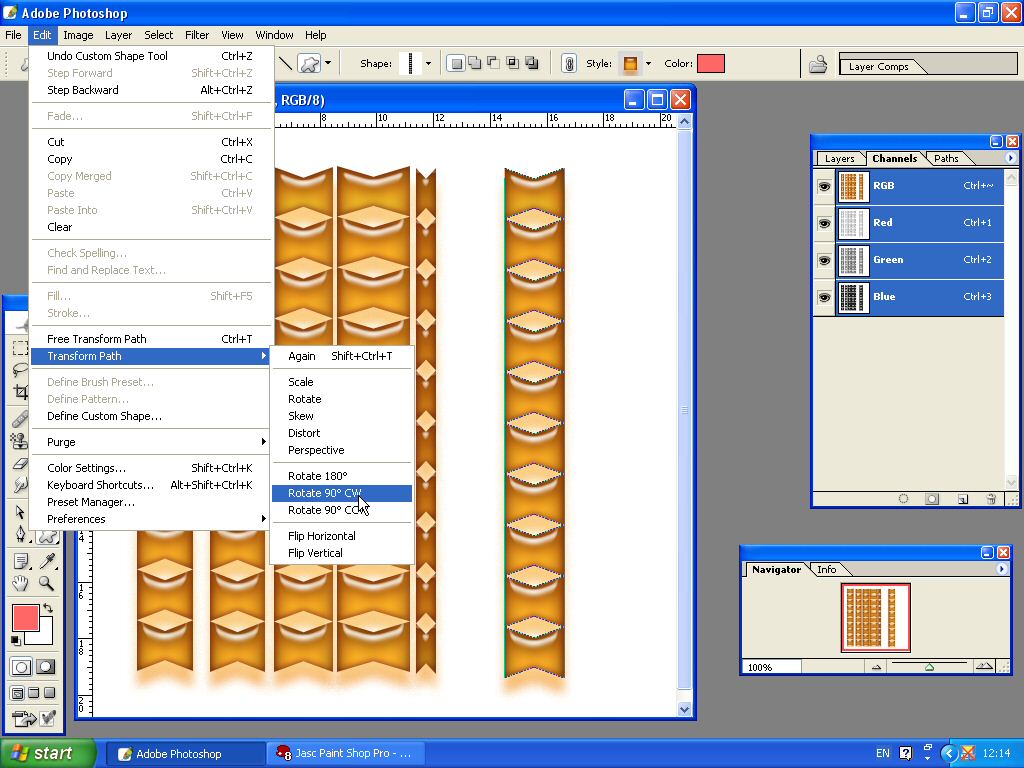 Adobe Photoshop
File Edit Image Layer Select Filter View Window Help
Shape: Style: Color: Layer Comps
Undo Custom Shape Tool Ctrl+Z
Step Forward Shift+Ctrl+Z
Step Backward Alt+Ctrl+Z
Fade... Shift+Ctrl+F
Cut Ctrl+X
Copy Ctrl+C
Copy Merged Shift+Ctrl+C
Paste Ctrl+V
Paste Into Shift+Ctrl+V
Clear
Check Spelling...
Find and Replace Text...
Fill... Shift+F5
Stroke...
Free Transform Path Ctrl+T
Transform Path
Define Brush Preset...
Define Pattern...
Define Custom Shape...
Purge
Color Settings... Shift+Ctrl+K
Keyboard Shortcuts... Alt+Shift+Ctrl+K
Preset Manager...
Preferences
Again Shift+Ctrl+T
Scale
Rotate
Skew
Distort
Perspective
Rotate 180°
Rotate 90° CW
Rotate 90°
Flip Horizontal
Flip Vertical
, RGB/8)
8 10 12 14 16 18 20
4
16
18
20
Layers Channels Paths
RGB Ctrl+~
Red Ctrl+1
Green Ctrl+2
Blue Ctrl+3
Navigator Info
100%
start Adobe Photoshop Jasc Paint Shop Pro - ... EN 12:14